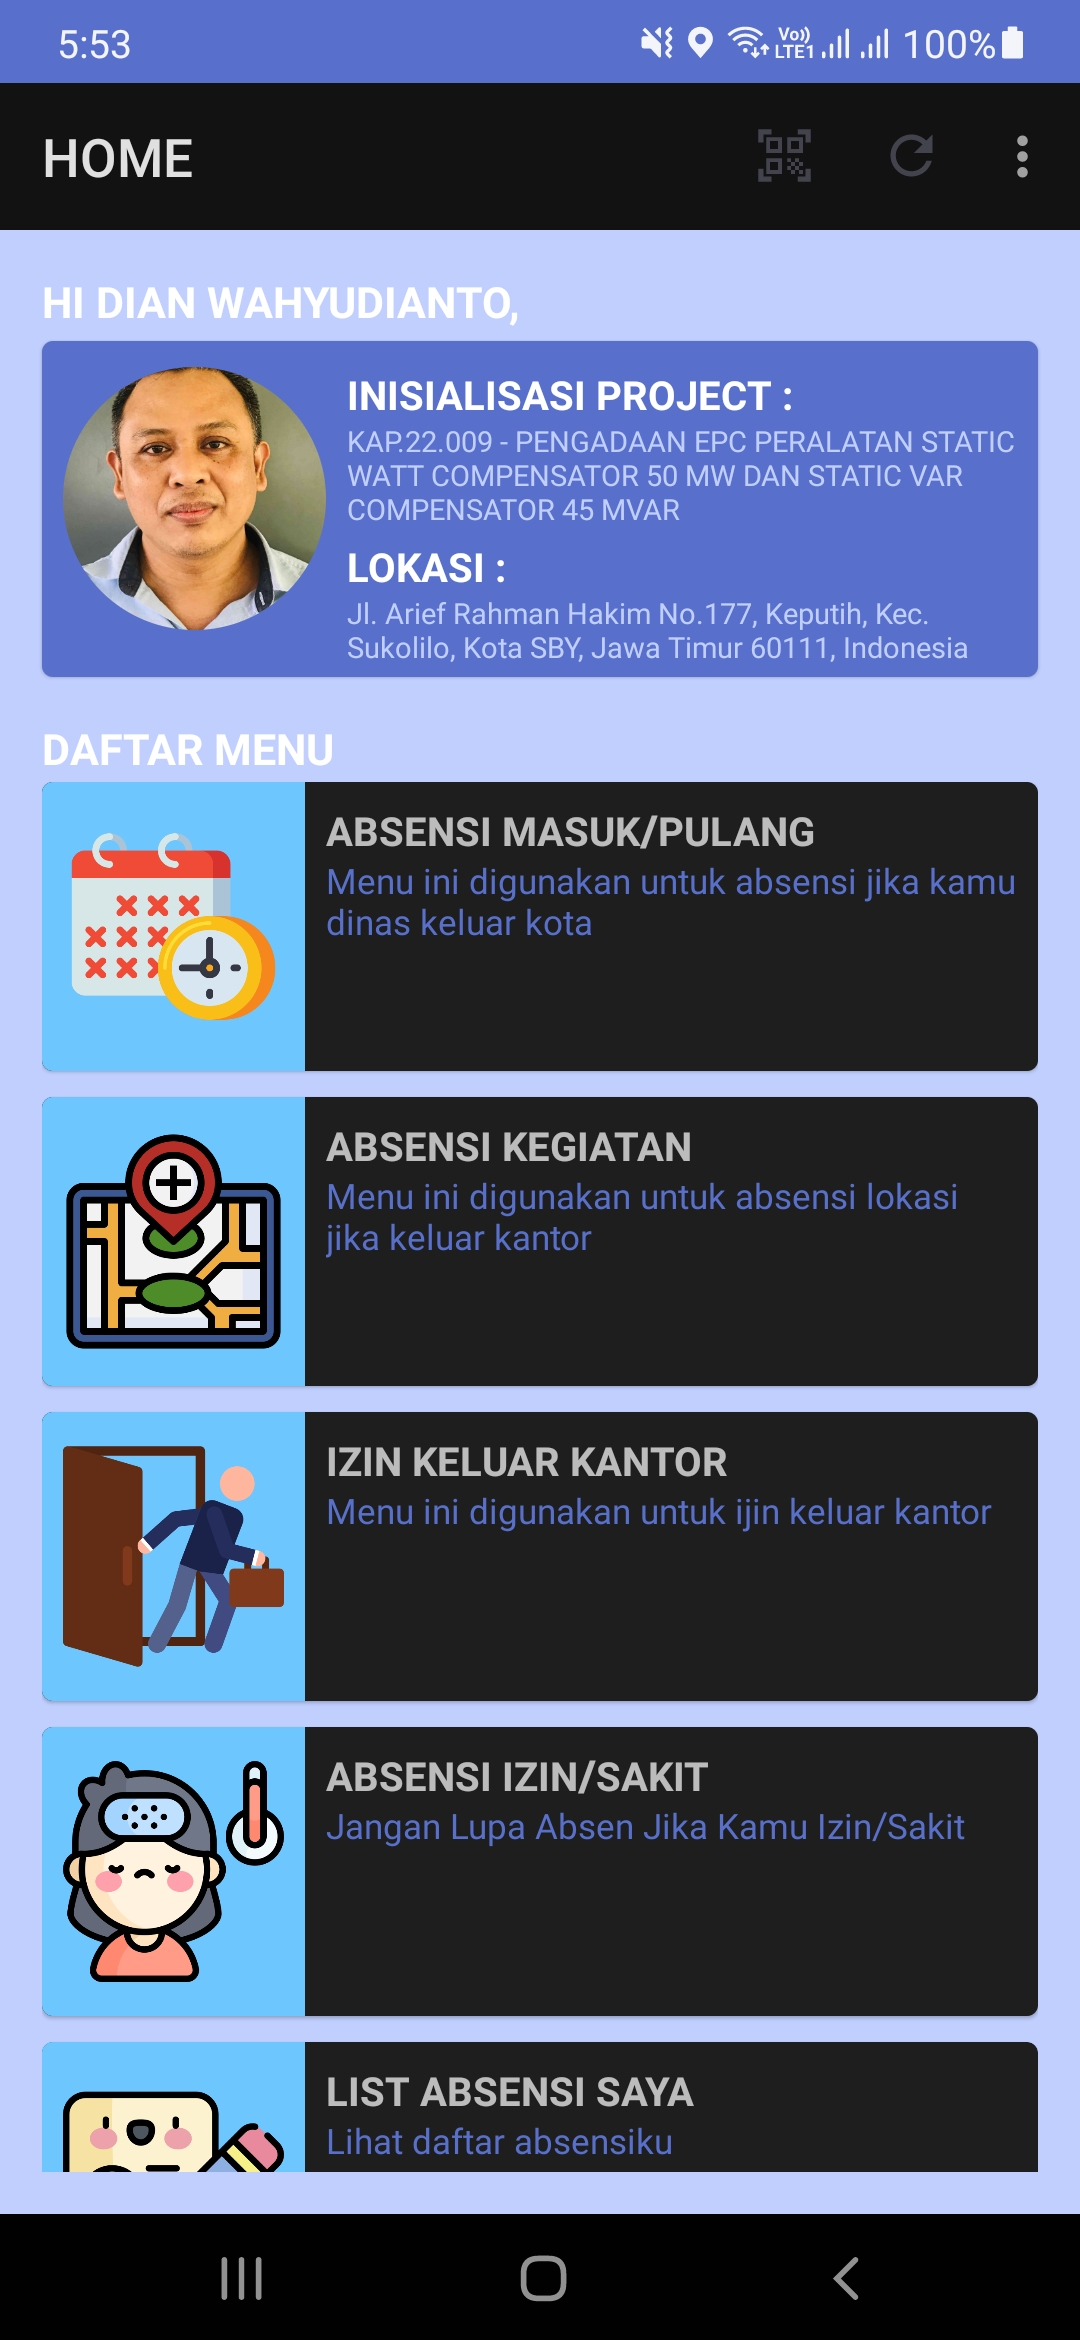 5:53
Vo))
LTE1
100%
HOME
HI DIAN WAHYUDIANTO,
INISIALISASI PROJECT :
KAP.22.009 - PENGADAAN EPC PERALATAN STATIC
WATT COMPENSATOR 50 MW DAN STATIC VAR
COMPENSATOR 45 MVAR
LOKASI :
Jl. Arief Rahman Hakim No.177, Keputih, Kec.
Sukolilo, Kota SBY, Jawa Timur 60111, Indonesia
DAFTAR MENU
ABSENSI MASUK/PULANG
Menu ini digunakan untuk absensi jika kamu
dinas keluar kota
ABSENSI KEGIATAN
Menu ini digunakan untuk absensi lokasi
jika keluar kantor
IZIN KELUAR KANTOR
Menu ini digunakan untuk ijin keluar kantor
ABSENSI IZIN/SAKIT
Jangan Lupa Absen Jika Kamu Izin/Sakit
LIST ABSENSI SAYA
Lihat daftar absensiku